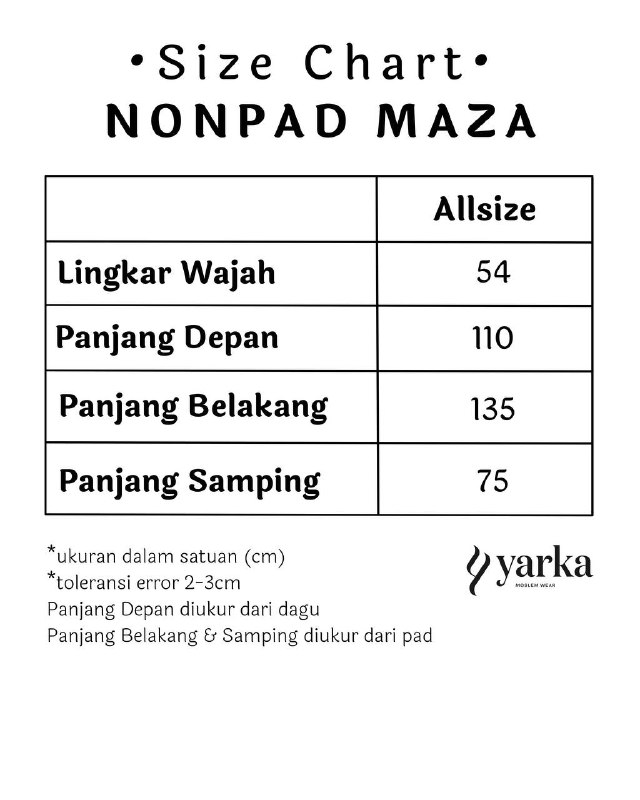 •Size Chart•
NONPAD MAZA
Allsize
Lingkar Wajah 54
Panjang Depan 110
Panjang Belakang 135
Panjang Samping 75
*ukuran dalam satuan (cm)
*toleransi error 2-3cm
Panjang Depan diukur dari dagu
Panjang Belakang & Samping diukur dari pad
yarka
MOSLEM WEAR